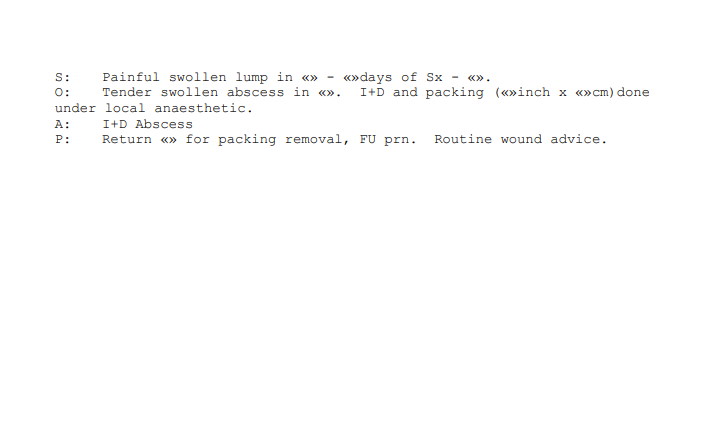 S:    Painful swollen lump in «» - «»days of Sx - «».
O:    Tender swollen abscess in «».  I+D and packing («»inch x «»cm)done
under local anaesthetic.
A:    I+D Abscess
P:    Return «» for packing removal, FU prn.  Routine wound advice.